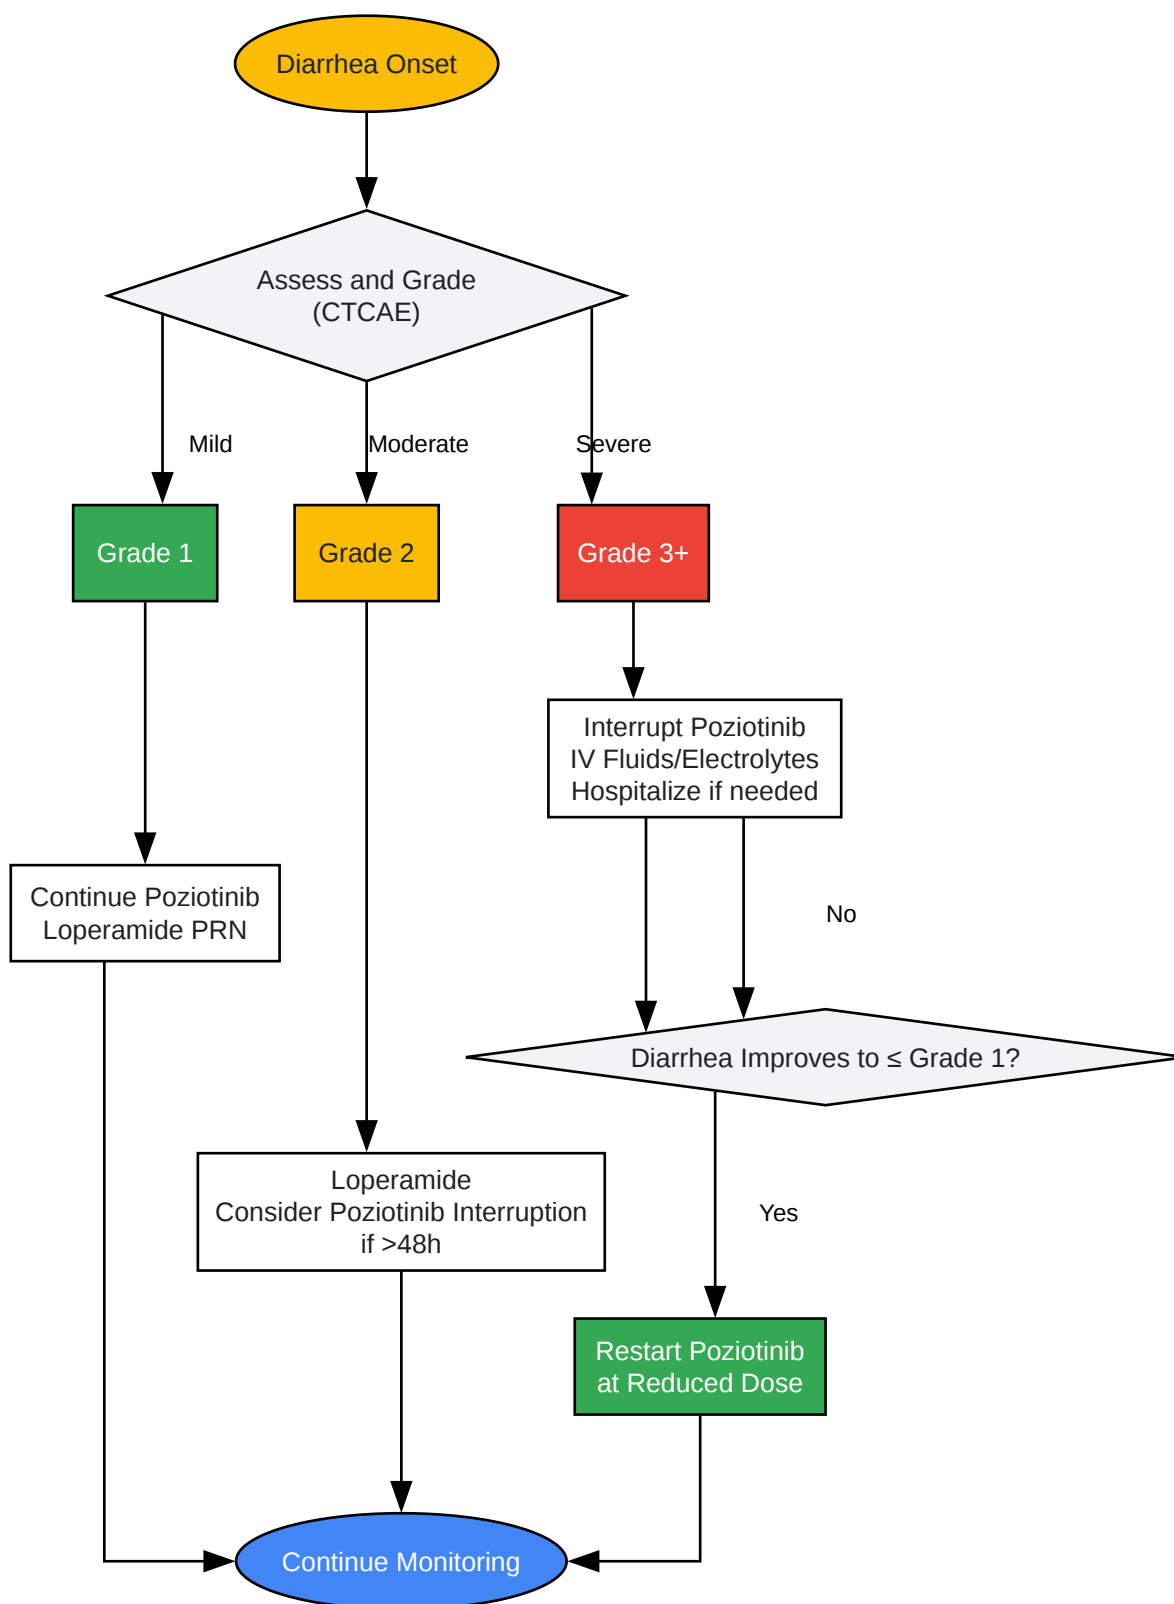 Diarrhea Onset
Assess and Grade
(CTCAE)
Mild
Moderate
Severe
Grade 1
Grade 2
Grade 3+
Interrupt Poziotinib
IV Fluids/Electrolytes
Hospitalize if needed
Continue Poziotinib
Loperamide PRN
No
Diarrhea Improves to ≤ Grade 1?
Loperamide
Consider Poziotinib Interruption
if >48h
Yes
Restart Poziotinib
at Reduced Dose
Continue Monitoring